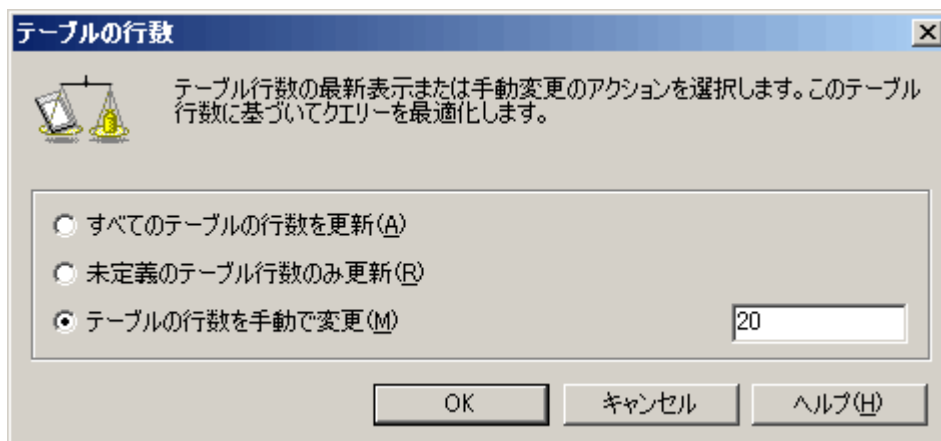 テーブルの行数
テーブル行数の最新表示または手動変更のアクションを選択します。このテーブル
行数に基づいてクエリーを最適化します。
すべてのテーブルの行数を更新(A)
未定義のテーブル行数のみ更新(R)
テーブルの行数を手動で変更(M)
20
OK
キャンセル
ヘルプ(H)